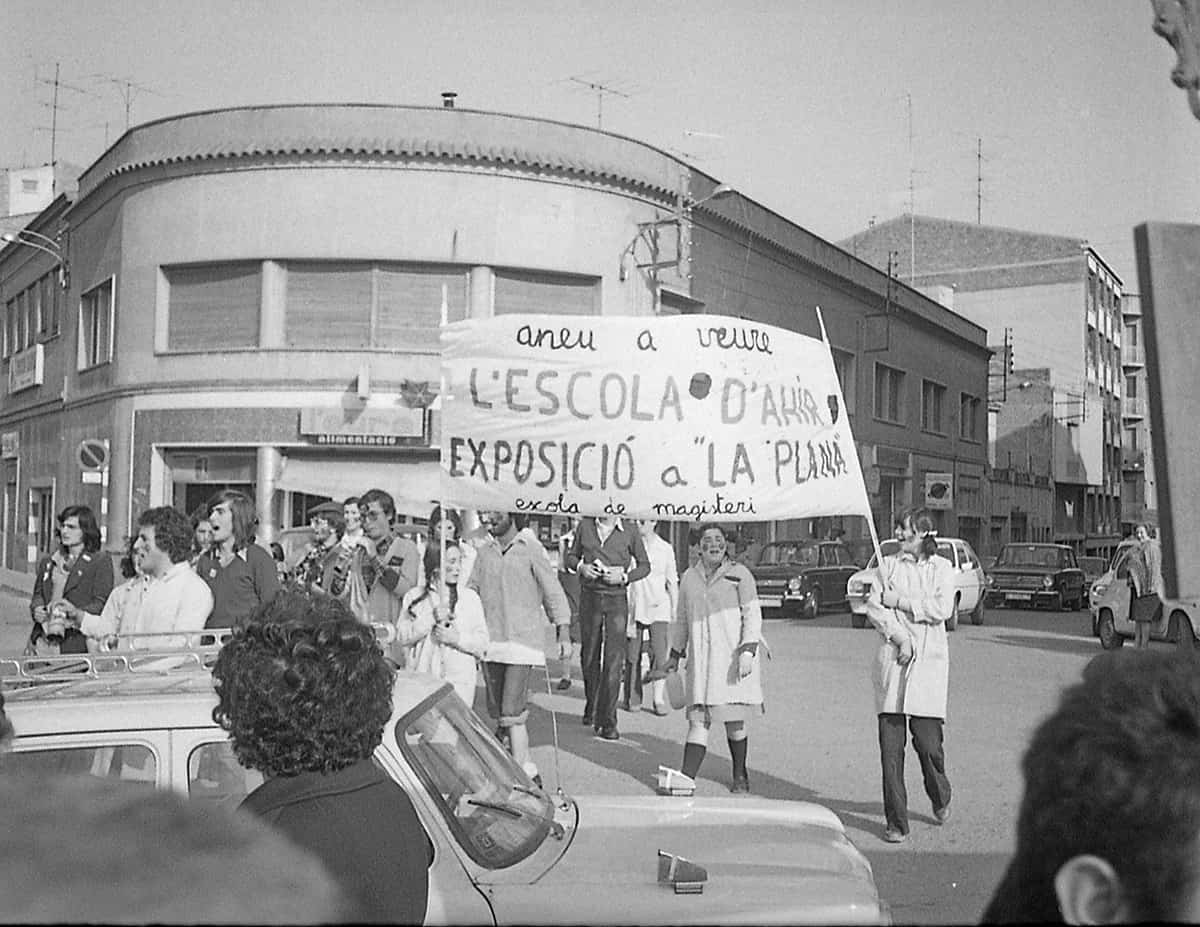 aneu a veure
L'ESCOLA D'AHIR
EXPOSICIÓ a "LA PLANA"
escola de magisteri
alimentació